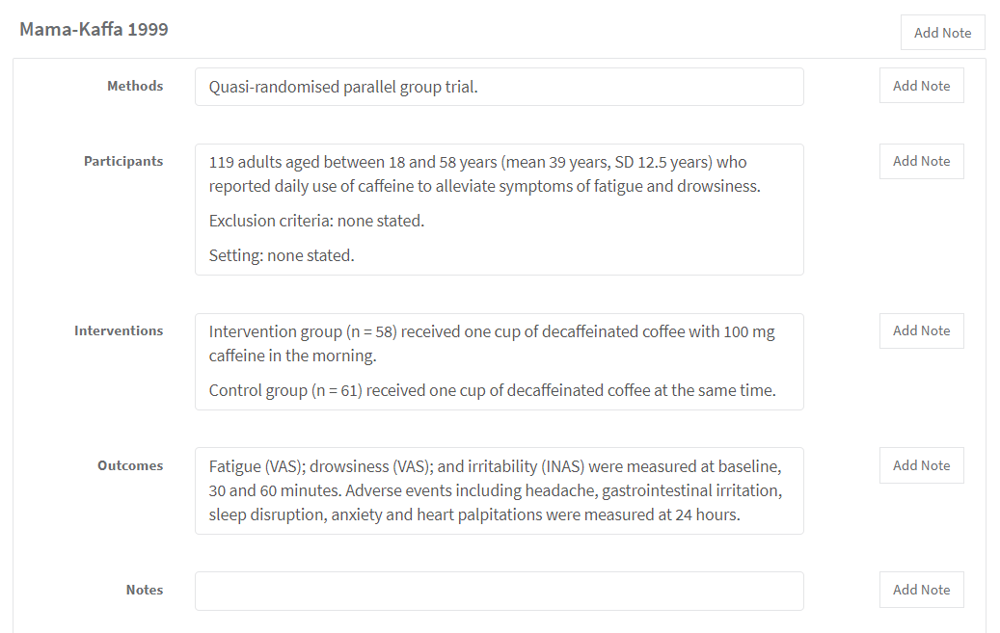 Mama-Kaffa 1999
Add Note
Methods
Quasi-randomised parallel group trial.
Add Note
Participants
119 adults aged between 18 and 58 years (mean 39 years, SD 12.5 years) who
reported daily use of caffeine to alleviate symptoms of fatigue and drowsiness.
Exclusion criteria: none stated.
Setting: none stated.
Add Note
Interventions
Intervention group (n = 58) received one cup of decaffeinated coffee with 100 mg
caffeine in the morning.
Control group (n = 61) received one cup of decaffeinated coffee at the same time.
Add Note
Outcomes
Fatigue (VAS); drowsiness (VAS); and irritability (INAS) were measured at baseline,
30 and 60 minutes. Adverse events including headache, gastrointestinal irritation,
sleep disruption, anxiety and heart palpitations were measured at 24 hours.
Add Note
Notes
Add Note